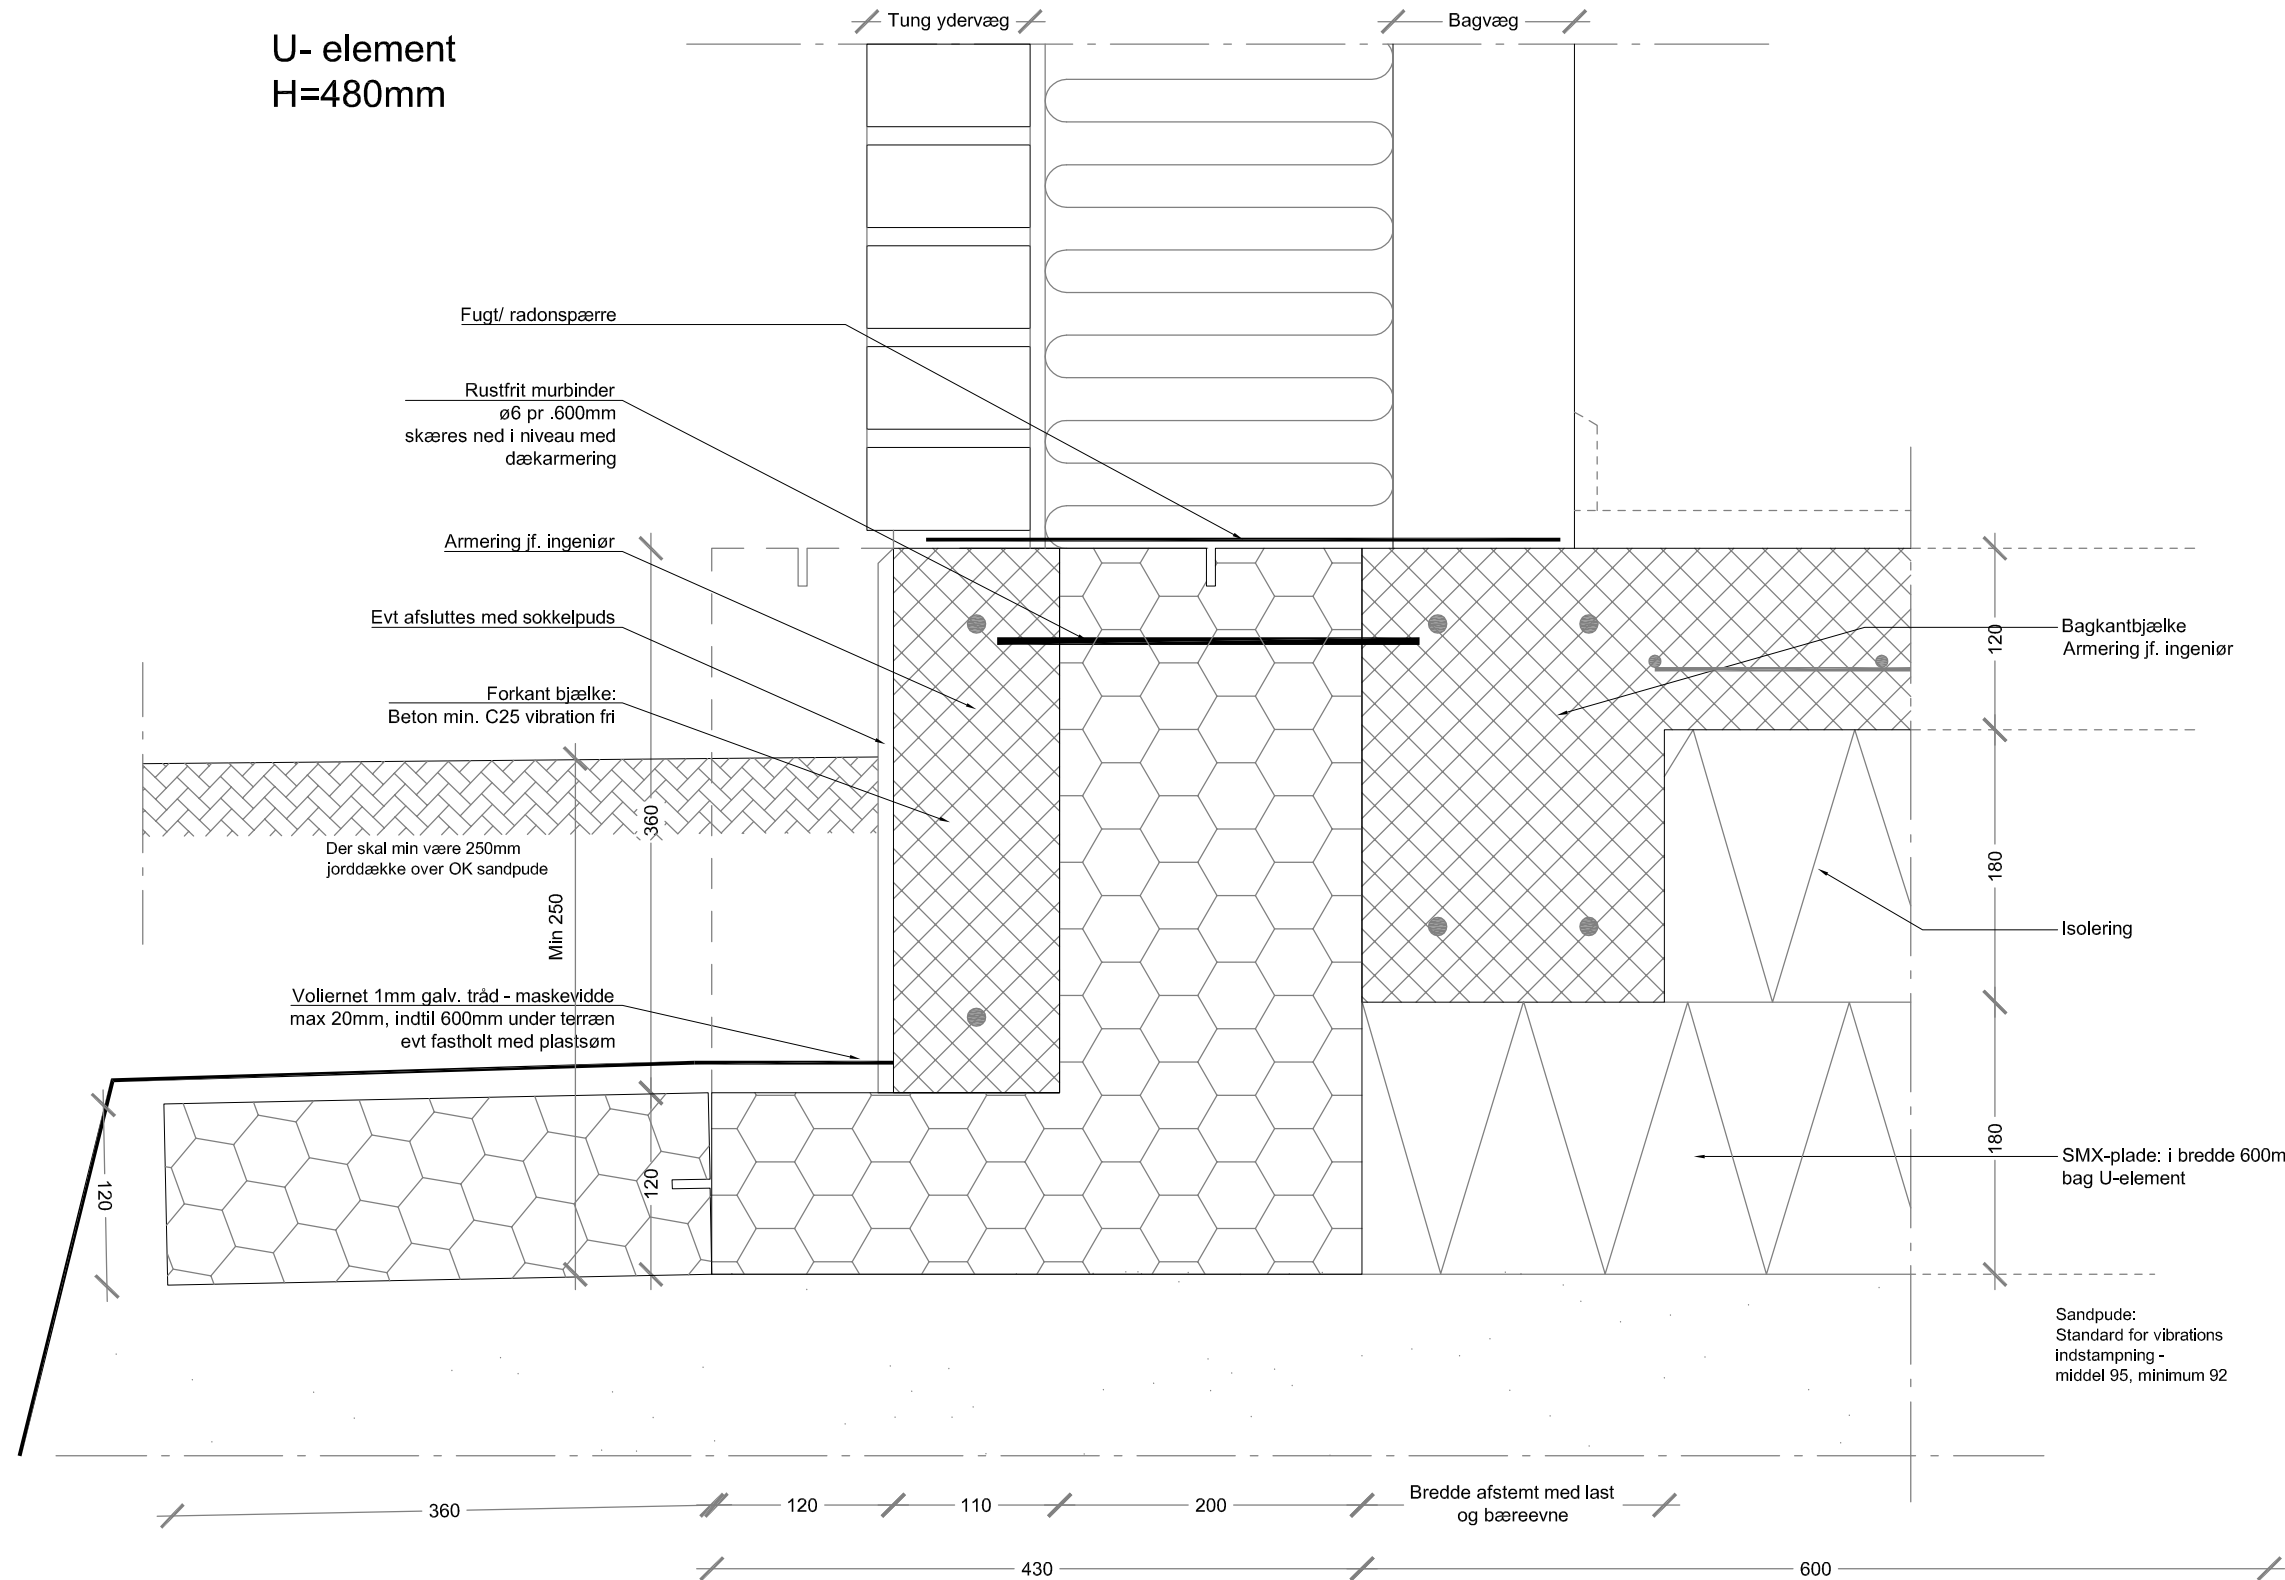 Tung ydervæg
Bagvæg
U- element
H=480mm
Fugt/ radonspærre
Rustfrit murbinder
ø6 pr .600mm
skæres ned i niveau med
dækarmering
Armering jf. ingeniør
Evt afsluttes med sokkelpuds
Forkant bjælke:
Beton min. C25 vibration fri
360
Der skal min være 250mm
jorddække over OK sandpude
Min 250
Voliernet 1mm galv. tråd - maskevidde
max 20mm, indtil 600mm under terræn
evt fastholt med plastsøm
120
120
120
Bagkantbjælke
Armering jf. ingeniør
180
Isolering
180
SMX-plade: i bredde 600m
bag U-element
Sandpude:
Standard for vibrations
indstampning -
middel 95, minimum 92
360
120
110
200
Bredde afstemt med last
og bæreevne
430
600